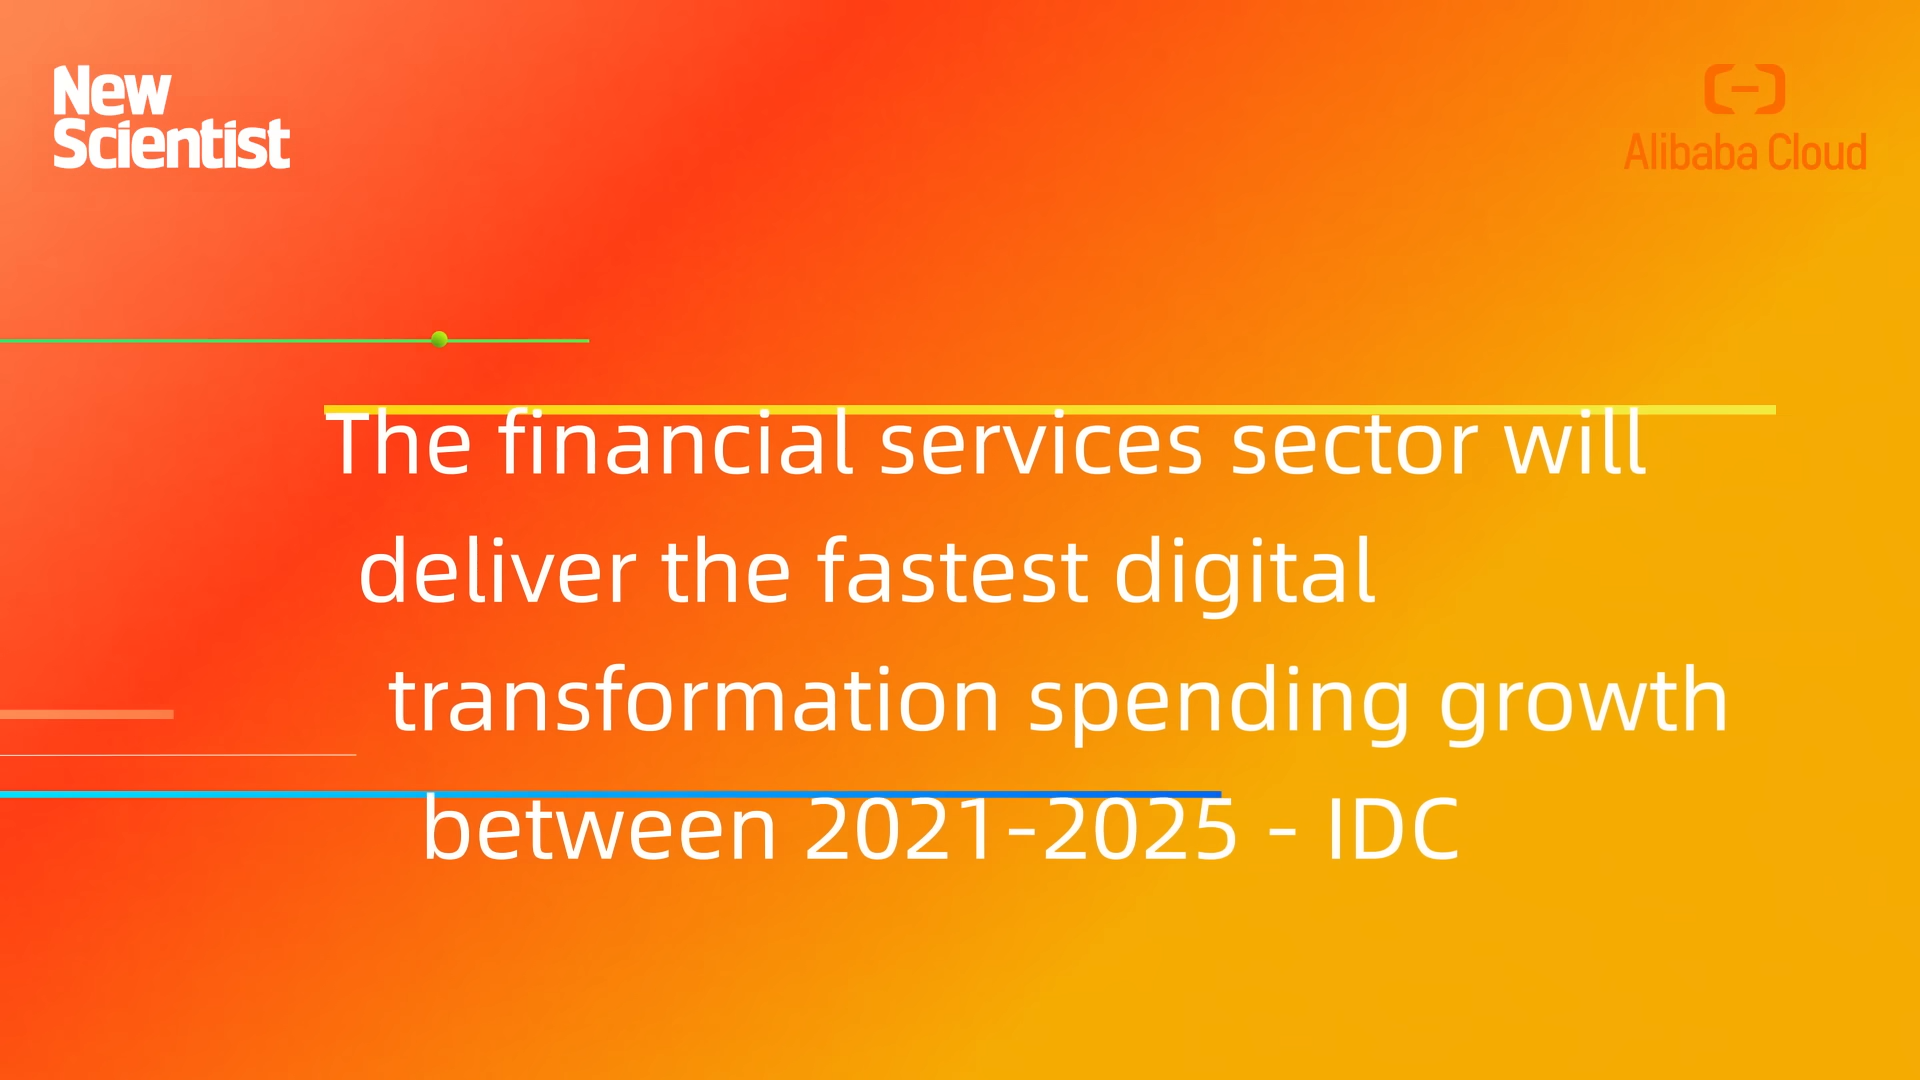 New
Scientist
Alibaba Cloud
The financial services sector will
deliver the fastest digital
transformation spending growth
between 2021-2025 - IDC